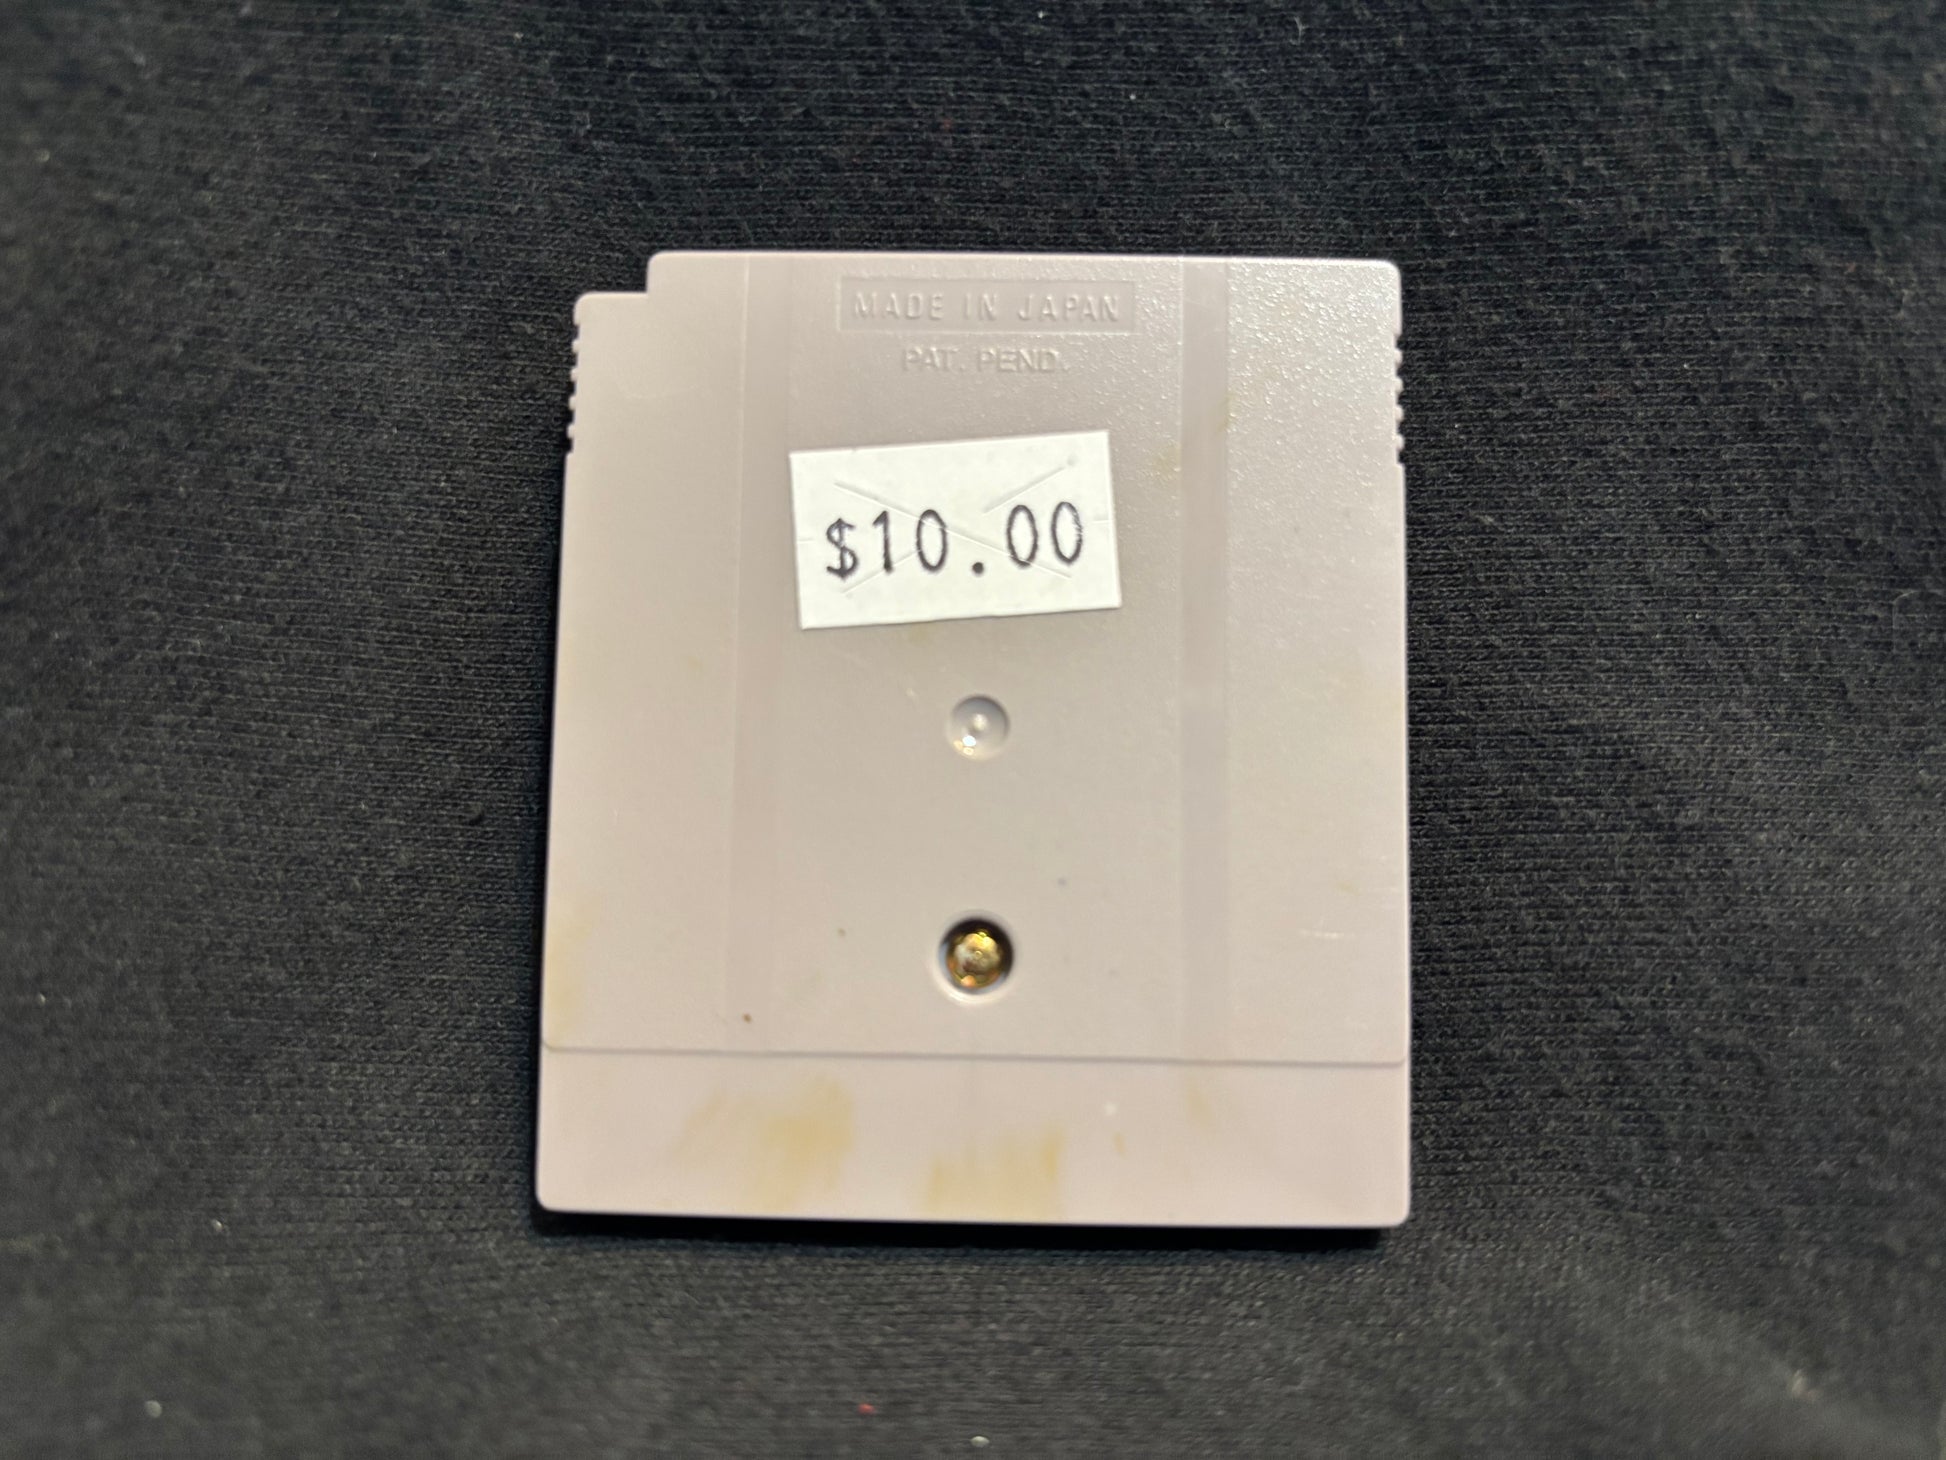 MADE IN JAPAN
PAT. PEND.
$10.00